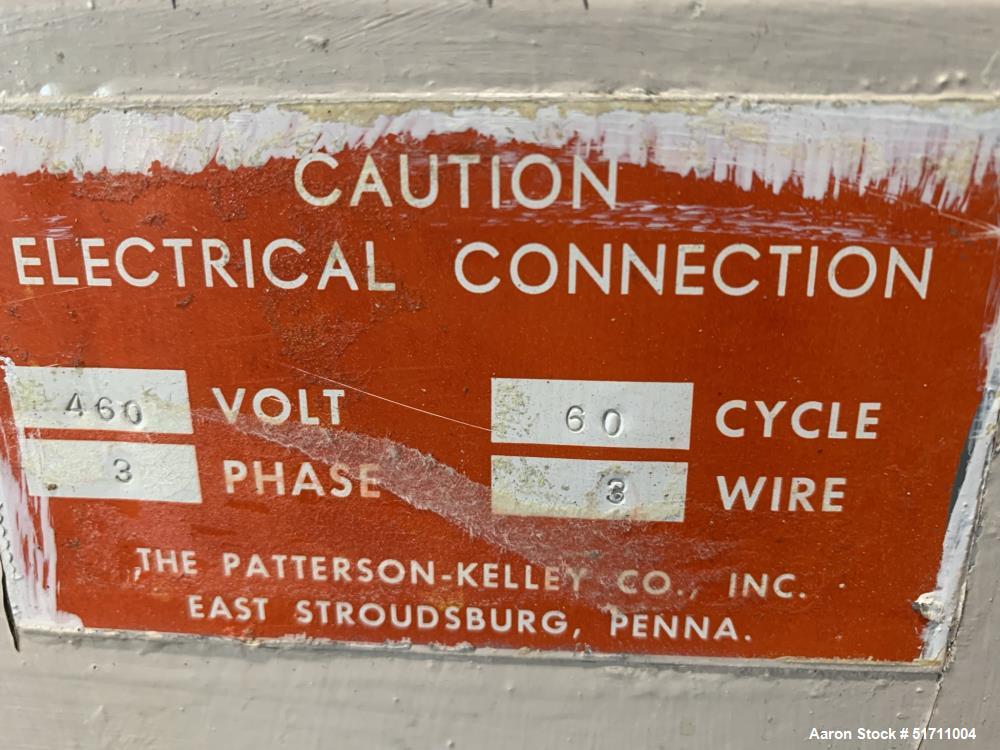 CAUTION
ELECTRICAL CONNECTION
460 VOLT 60 CYCLE
3 PHASE 3 WIRE
THE PATTERSON-KELLEY CO., INC.
EAST STROUDSBURG, PENNA.
Aaron Stock # 51711004